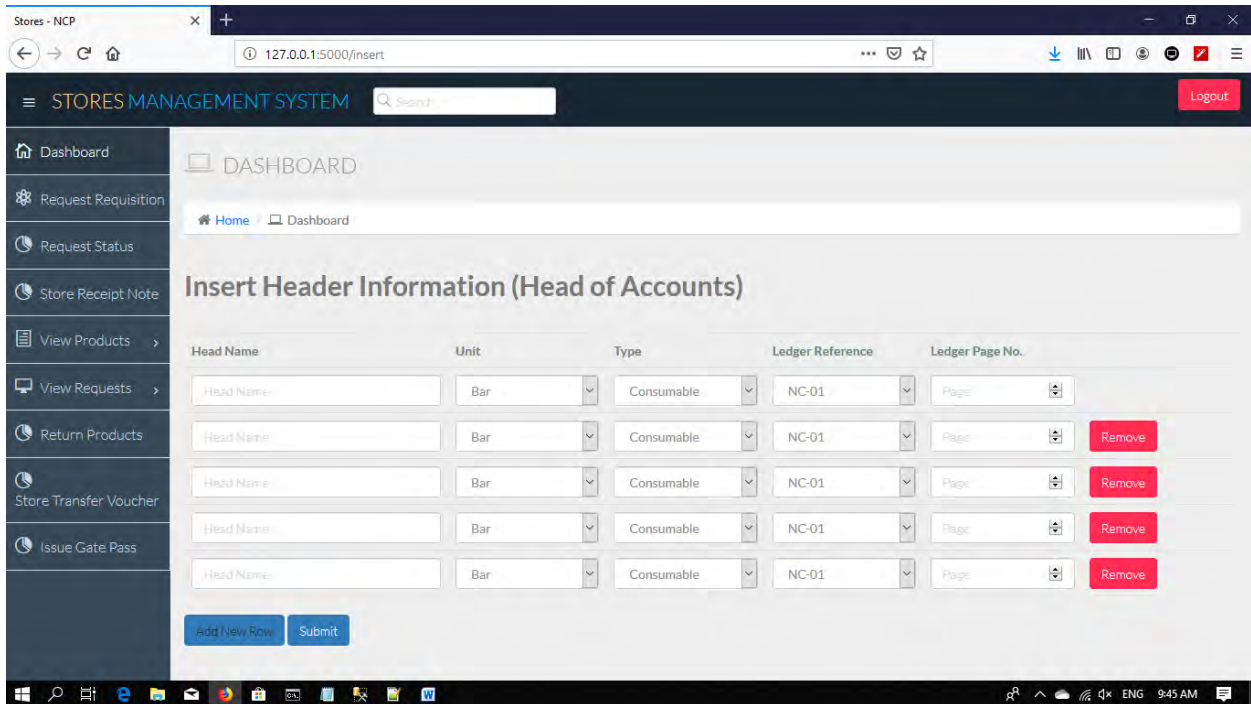 Stores - NCP
127.0.0.1:5000/insert
STORES MANAGEMENT SYSTEM
Search
Logout
Dashboard
Request Requisition
Request Status
Store Receipt Note
View Products
View Requests
Return Products
Store Transfer Voucher
Issue Gate Pass
DASHBOARD
Home / Dashboard
Insert Header Information (Head of Accounts)
Head Name Unit Type Ledger Reference Ledger Page No.
Head Name Bar Consumable NC-01 Page
Head Name Bar Consumable NC-01 Page Remove
Head Name Bar Consumable NC-01 Page Remove
Head Name Bar Consumable NC-01 Page Remove
Head Name Bar Consumable NC-01 Page Remove
Add New Row Submit
ENG 9:45 AM